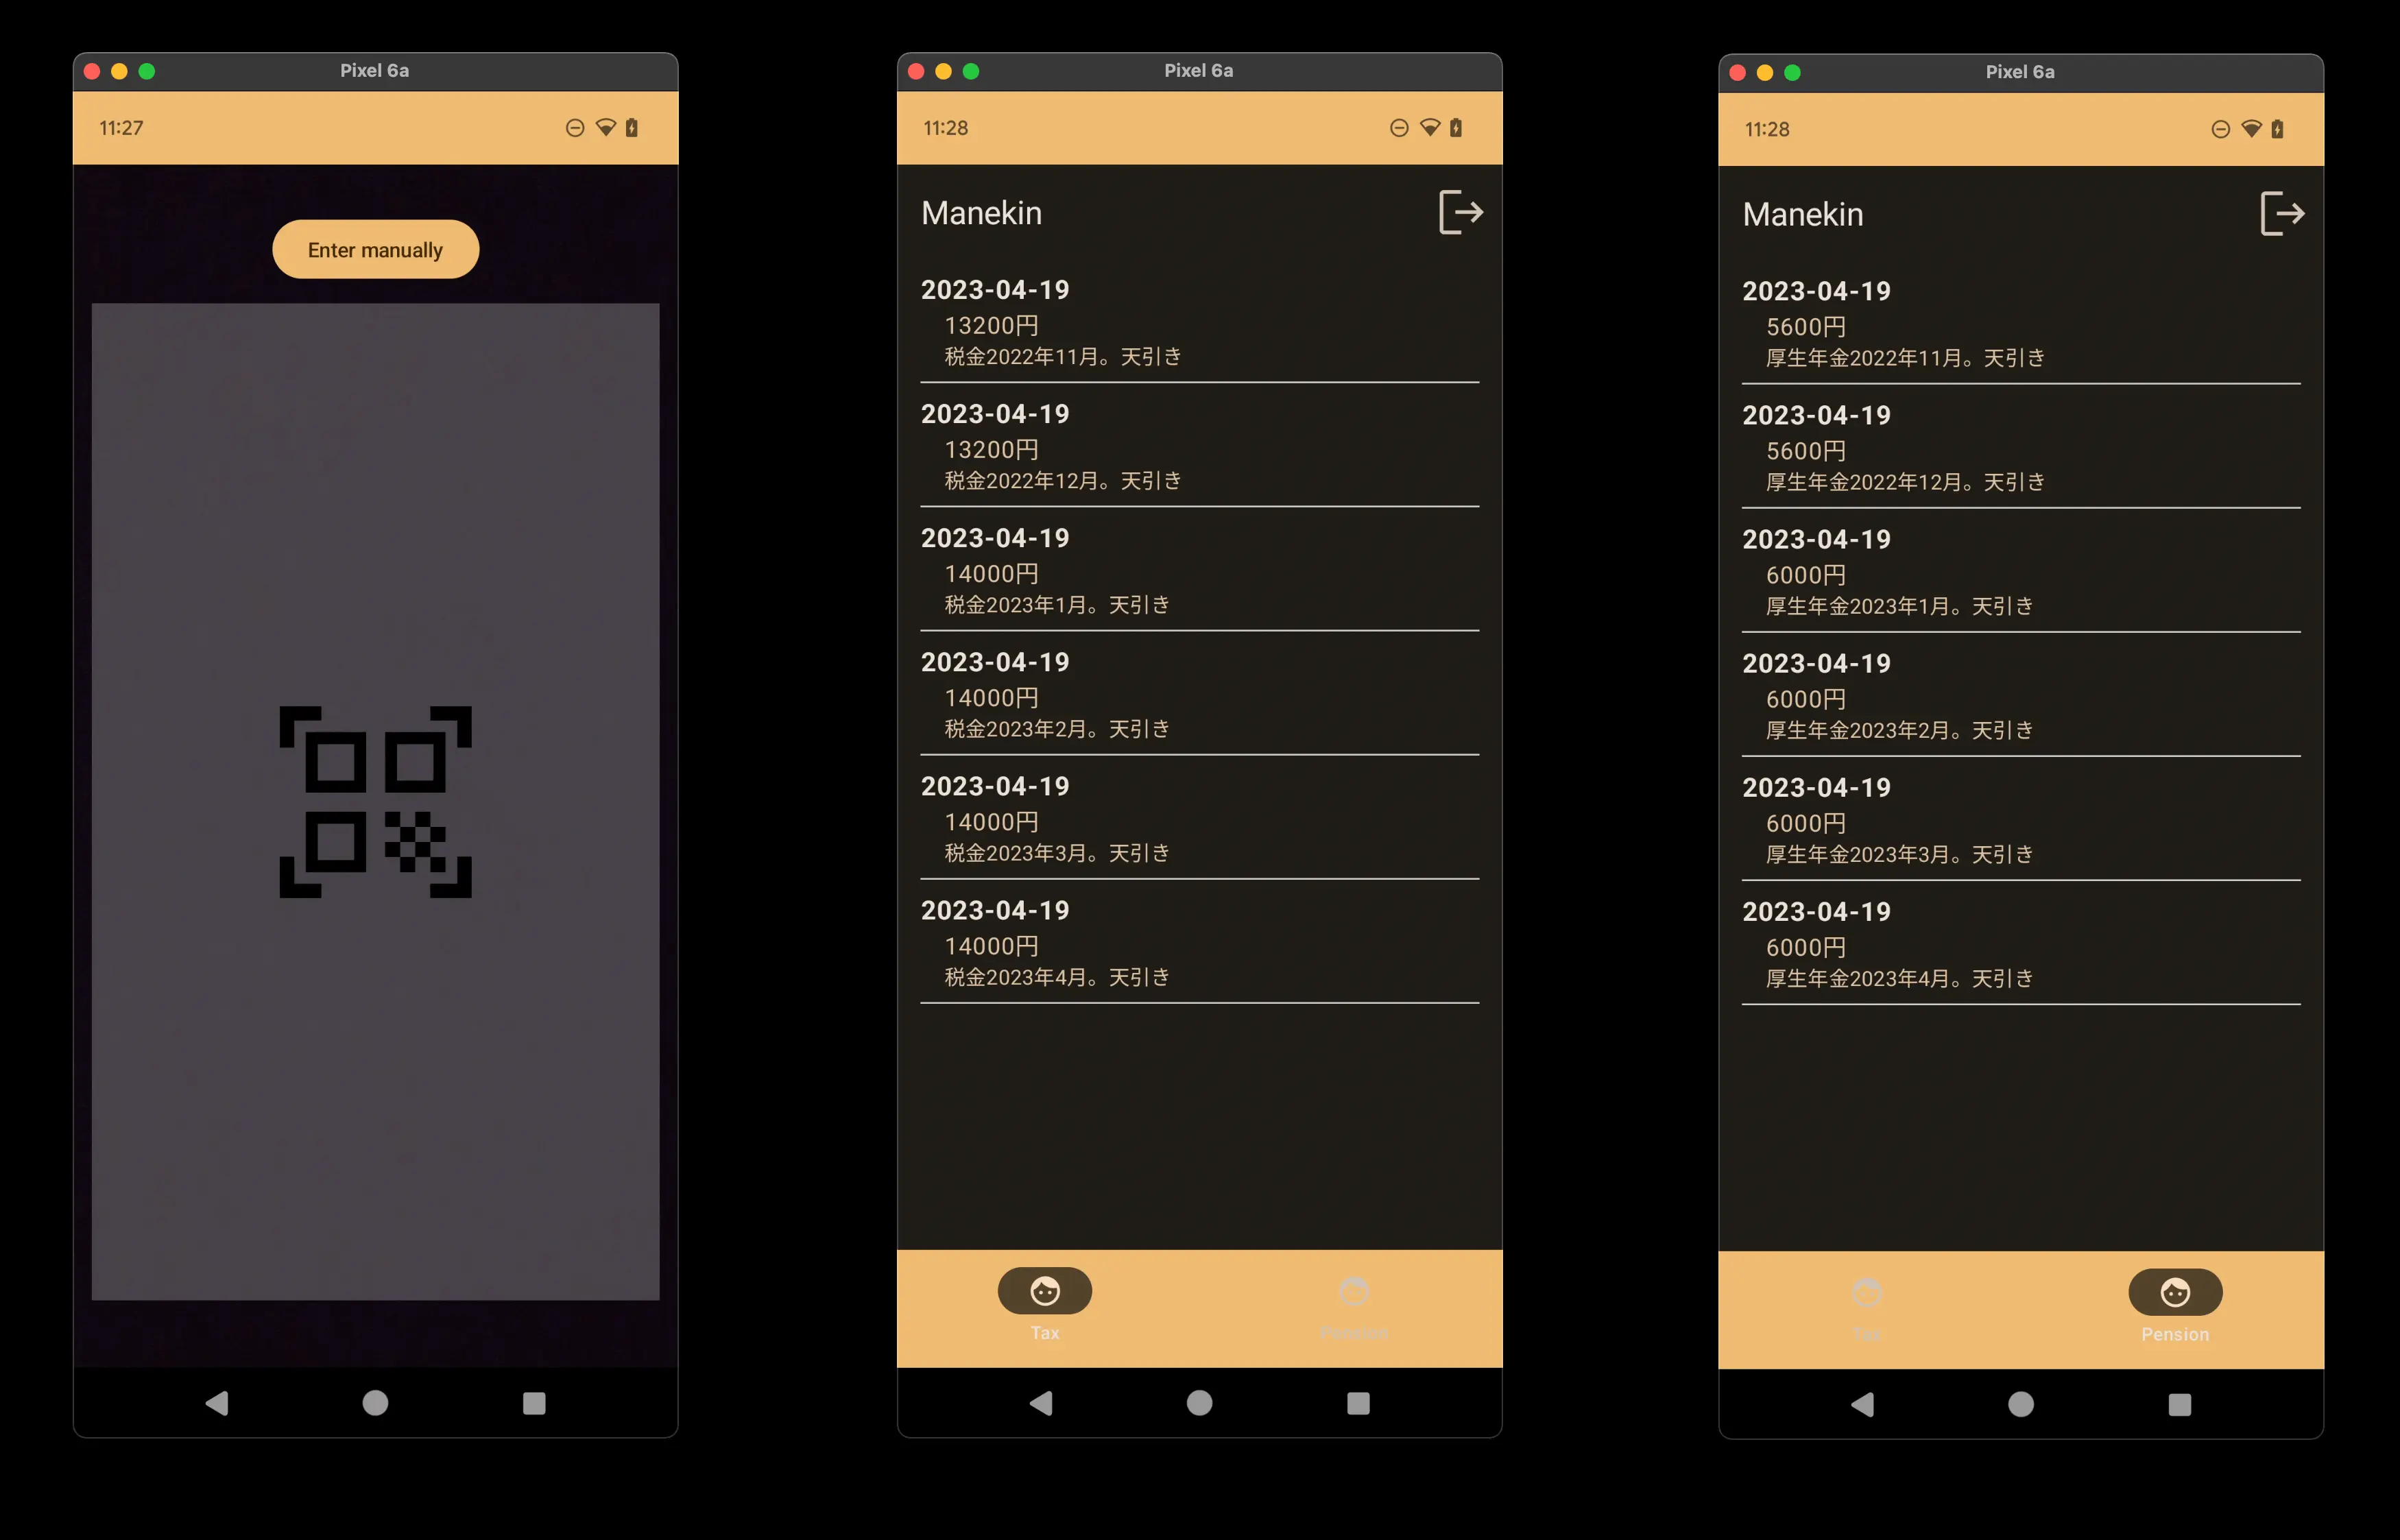 Pixel 6a
11:27
Enter manually
Pixel 6a
11:28
Manekin
2023-04-19
13200円
税金2022年11月。天引き
2023-04-19
13200円
税金2022年12月。天引き
2023-04-19
14000円
税金2023年1月。天引き
2023-04-19
14000円
税金2023年2月。天引き
2023-04-19
14000円
税金2023年3月。天引き
2023-04-19
14000円
税金2023年4月。天引き
Tax
Pension
Pixel 6a
11:28
Manekin
2023-04-19
5600円
厚生年金2022年11月。天引き
2023-04-19
5600円
厚生年金2022年12月。天引き
2023-04-19
6000円
厚生年金2023年1月。天引き
2023-04-19
6000円
厚生年金2023年2月。天引き
2023-04-19
6000円
厚生年金2023年3月。天引き
2023-04-19
6000円
厚生年金2023年4月。天引き
Tax
Pension